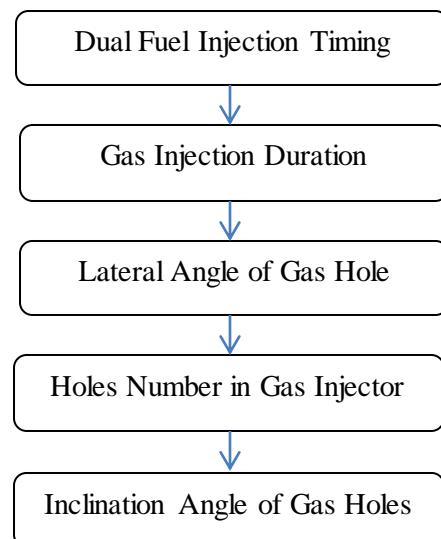 Dual Fuel Injection Timing
Gas Injection Duration
Lateral Angle of Gas Hole
Holes Number in Gas Injector
Inclination Angle of Gas Holes